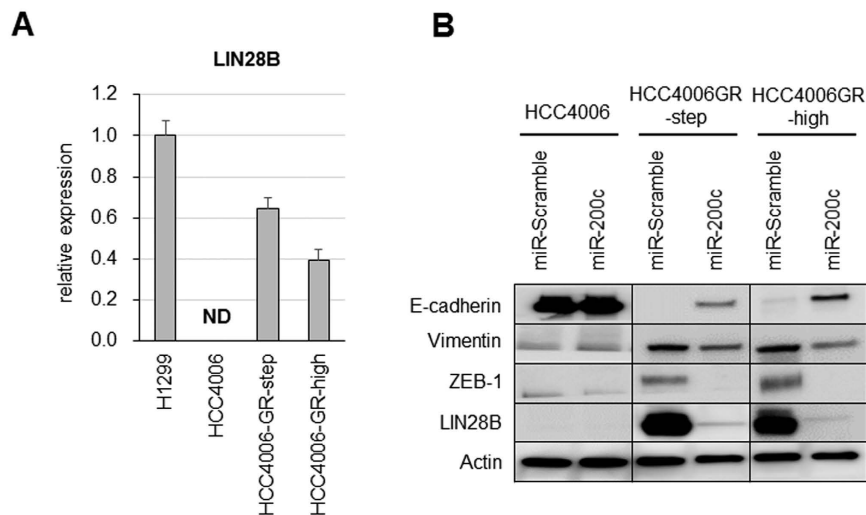 A
LIN28B
1.2
1.0
0.8
0.6
0.4
0.2
0.0
relative expression
ND
H1299
HCC4006
HCC4006-GR-step
HCC4006-GR-high
B
HCC4006
HCC4006GR
-step
HCC4006GR
-high
miR-Scramble
miR-200c
miR-Scramble
miR-200c
miR-Scramble
miR-200c
E-cadherin
Vimentin
ZEB-1
LIN28B
Actin